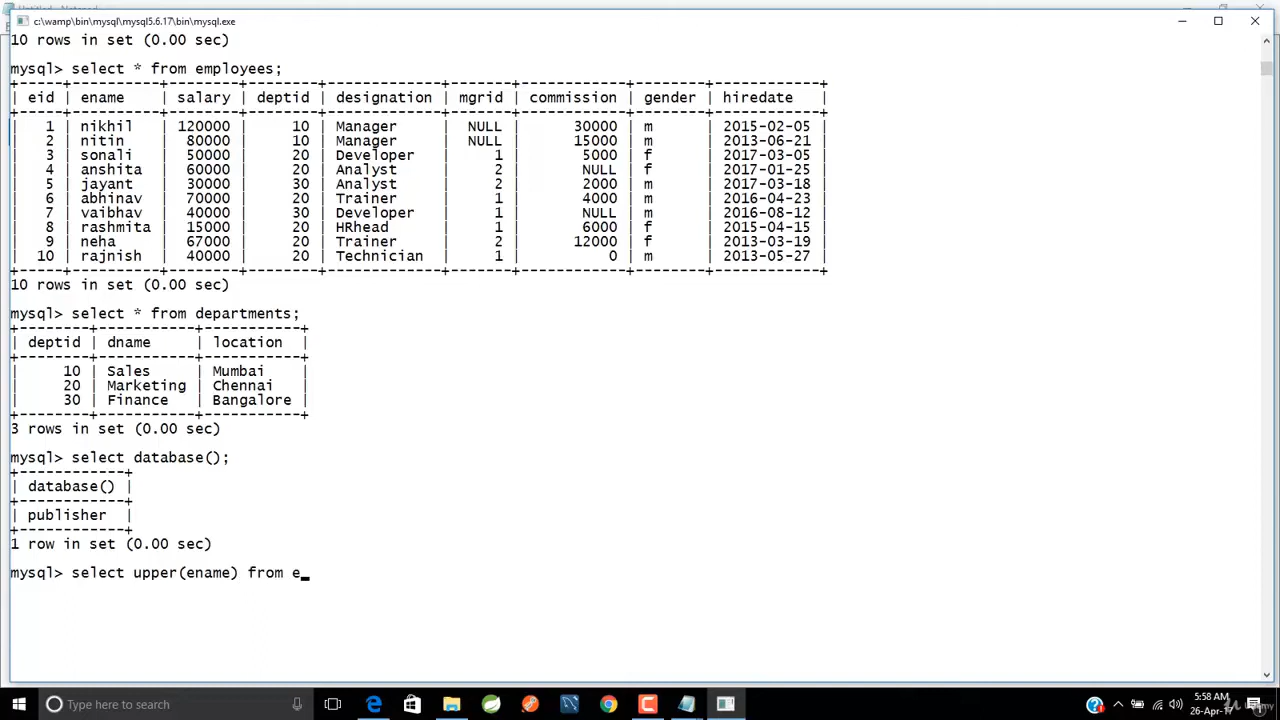 c:\wamp\bin\mysql\mysql5.6.17\bin\mysql.exe
10 rows in set (0.00 sec)
mysql> select * from employees;
+------+----------+--------+--------+-------------+-------+------------+--------+------------+
| eid | ename | salary | deptid | designation | mgrid | commission | gender | hiredate |
+------+----------+--------+--------+-------------+-------+------------+--------+------------+
| 1 | nikhil | 120000 | 10 | Manager | NULL | 30000 | m | 2015-02-05 |
| 2 | nitin | 80000 | 10 | Manager | NULL | 15000 | m | 2013-06-21 |
| 3 | sonali | 50000 | 20 | Developer | 1 | 5000 | f | 2017-03-05 |
| 4 | anshita | 60000 | 20 | Analyst | 2 | NULL | f | 2017-01-25 |
| 5 | jayant | 30000 | 30 | Analyst | 2 | 2000 | m | 2017-03-18 |
| 6 | abhinav | 70000 | 20 | Trainer | 1 | 4000 | m | 2016-04-23 |
| 7 | vaibhav | 40000 | 30 | Developer | 1 | NULL | m | 2016-08-12 |
| 8 | rashmita | 15000 | 20 | HRhead | 1 | 6000 | f | 2015-04-15 |
| 9 | neha | 67000 | 20 | Trainer | 2 | 12000 | f | 2013-03-19 |
| 10 | rajnish | 40000 | 20 | Technician | 1 | 0 | m | 2013-05-27 |
+------+----------+--------+--------+-------------+-------+------------+--------+------------+
10 rows in set (0.00 sec)
mysql> select * from departments;
+--------+-----------+-----------+
| deptid | dname | location |
+--------+-----------+-----------+
| 10 | Sales | Mumbai |
| 20 | Marketing | Chennai |
| 30 | Finance | Bangalore |
+--------+-----------+-----------+
3 rows in set (0.00 sec)
mysql> select database();
+------------+
| database() |
+------------+
| publisher |
+------------+
1 row in set (0.00 sec)
mysql> select upper(ename) from e_
Type here to search
5:58 AM
26-Apr-17